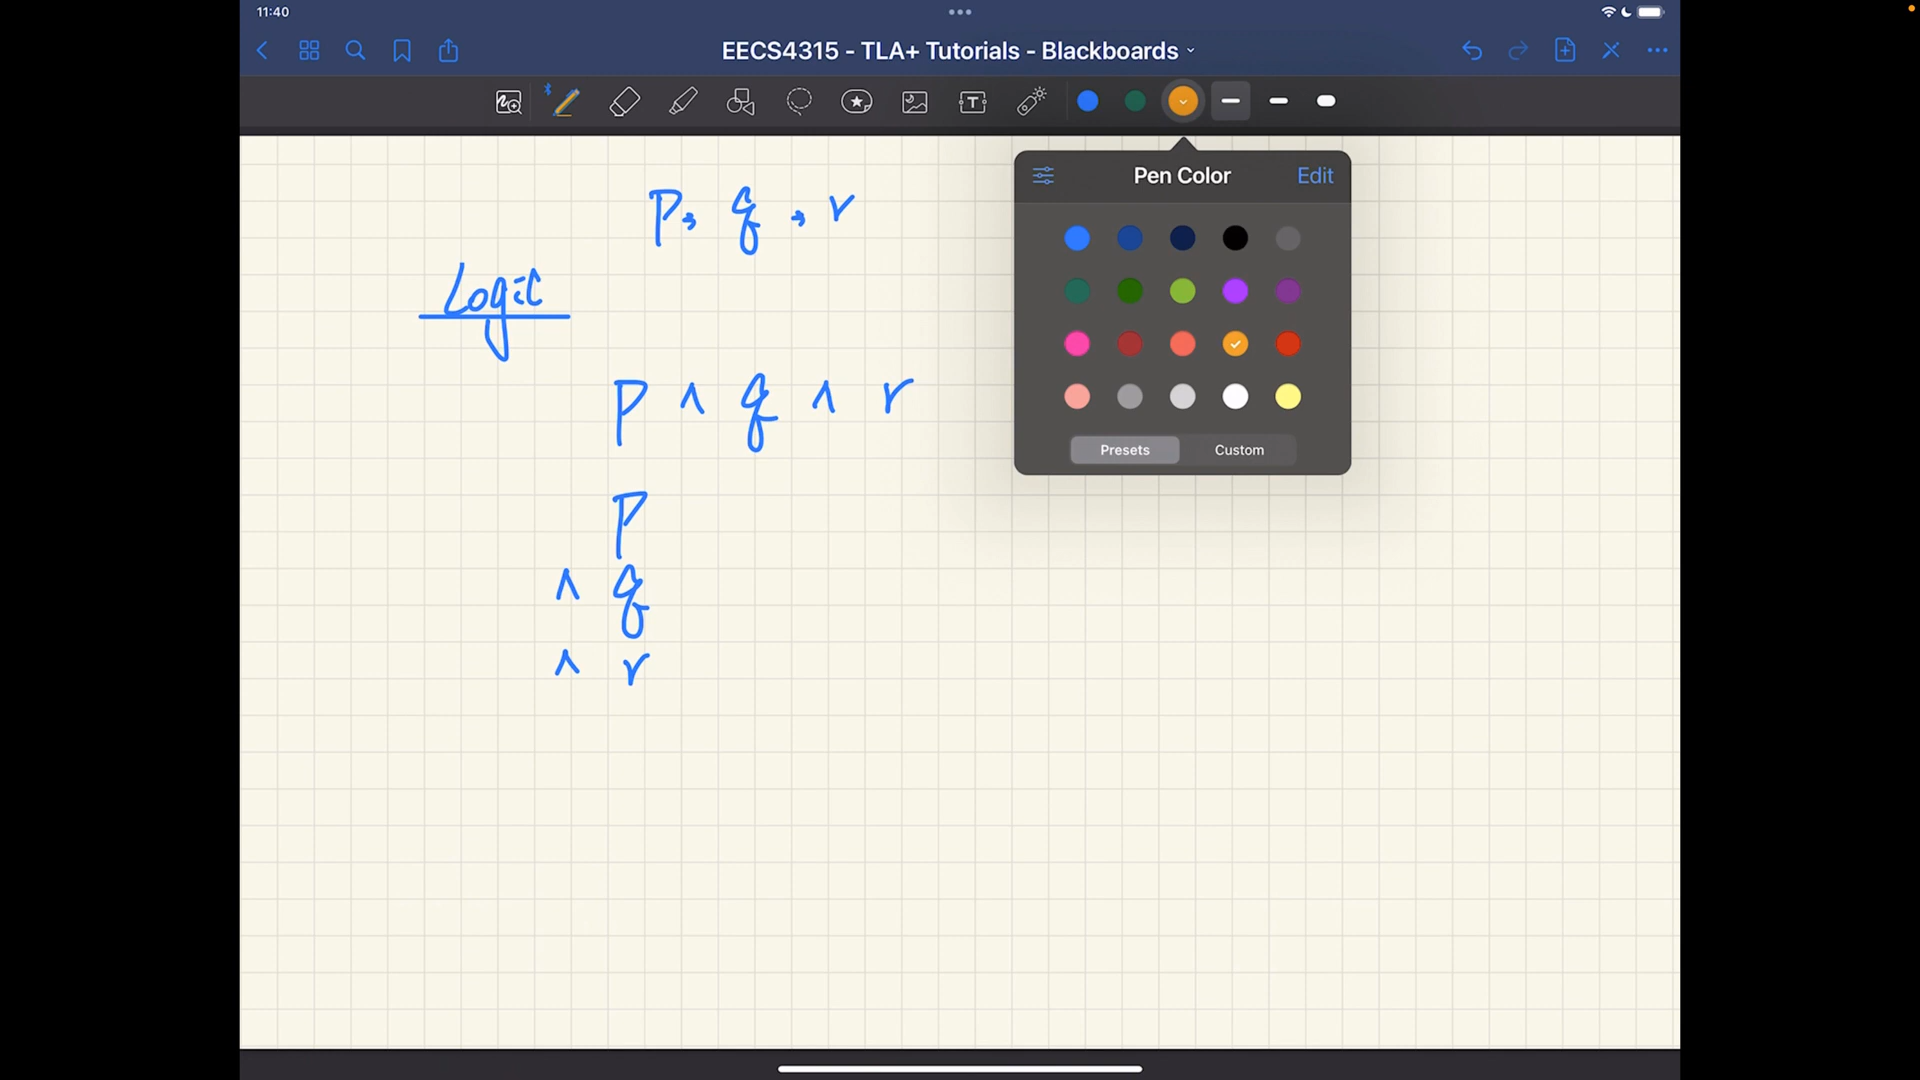 11:40
EECS4315 - TLA+ Tutorials - Blackboards
T
Pen Color
Edit
p, q, r
Logic
p ∧ q ∧ r
p
∧ q
∧ r
Presets
Custom